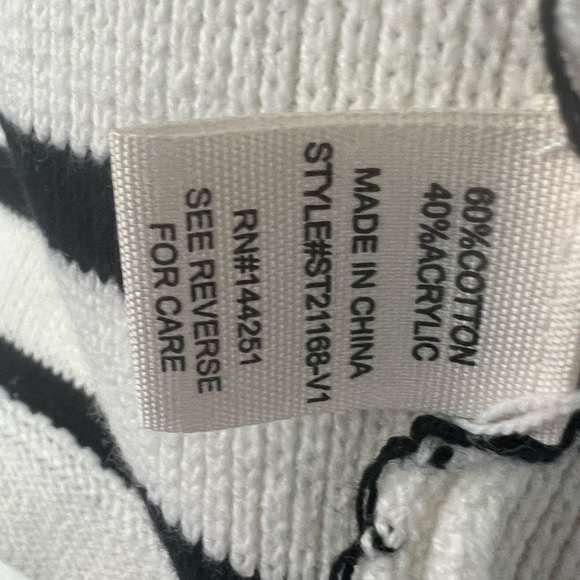 60%COTTON
40%ACRYLIC
MADE IN CHINA
STYLE#ST21168-V1
RN#144251
SEE REVERSE
FOR CARE